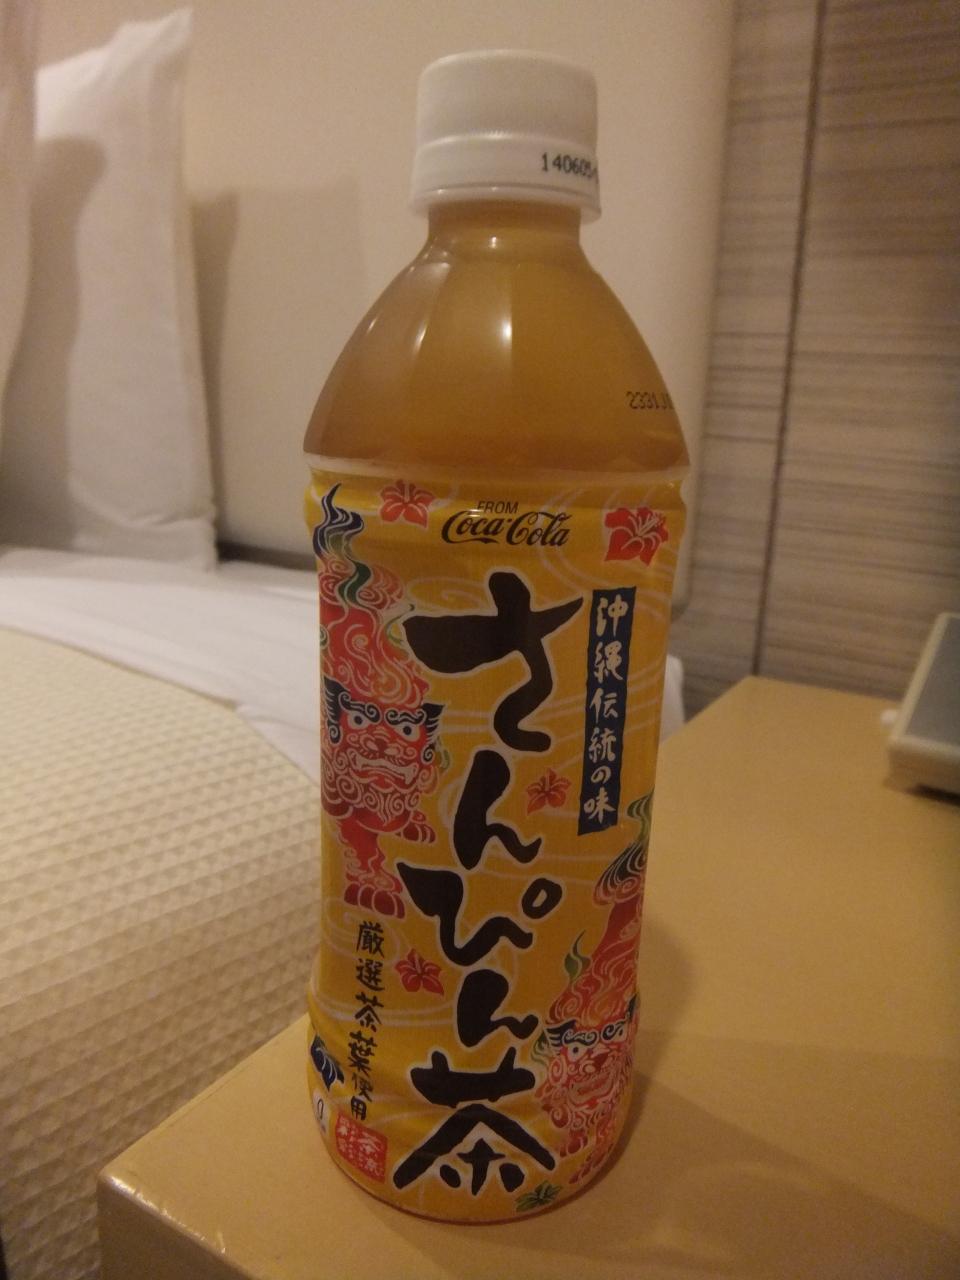 140605
2331J
FROM
Coca-Cola
さんぴん茶
沖縄伝統の味
厳選茶葉使用